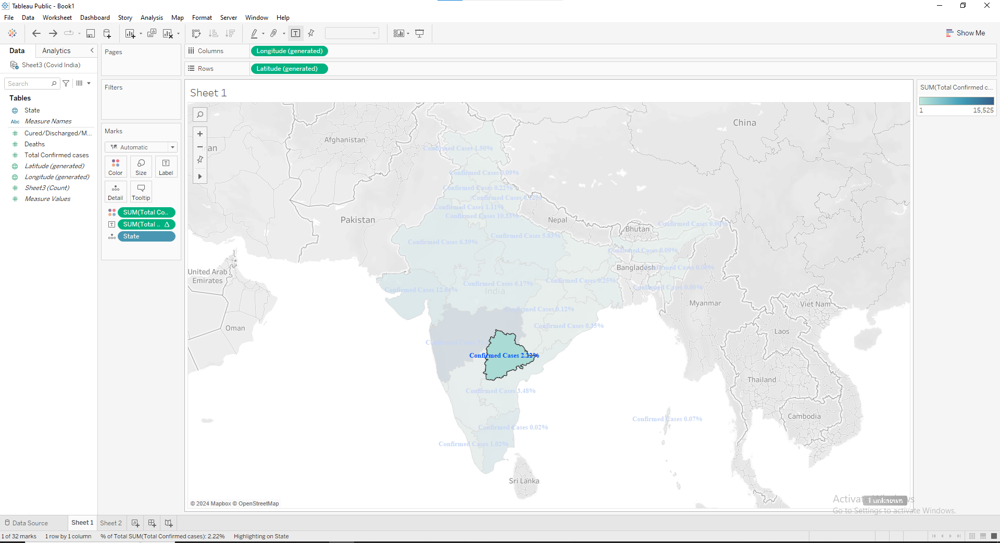 Tableau Public - Book1
File Data Worksheet Dashboard Story Analysis Map Format Server Window Help
Show Me
Data Analytics
Sheet3 (Covid India)
Search
Tables
State
Abc Measure Names
Cured/Discharged/M...
Deaths
Total Confirmed cases
Latitude (generated)
Longitude (generated)
Sheet3 (Count)
Measure Values
Pages
Filters
Marks
Automatic
Color Size Label
Detail Tooltip
SUM(Total Co..
SUM(Total ..
State
Columns Longitude (generated)
Rows Latitude (generated)
Sheet 1
SUM(Total Confirmed c...
1 15,525
China
Afghanistan
Confirmed Cases 1.50%
Confirmed Cases 0.09%
Confirmed Cases 0.22%
Confirmed Cases 0.12%
Confirmed Cases 1.11%
Confirmed Cases 10.33%
Pakistan
Nepal
Confirmed Cases 0.00%
Bhutan
Confirmed Cases 5.83%
Confirmed Cases 6.39%
Confirmed Cases 0.09%
Bangladesh
United Arab
Emirates
Confirmed Cases 0.25%
Confirmed Cases 6.17%
Confirmed Cases 0.00%
Confirmed Cases 12.64%
India
Myanmar
Viet Nam
Confirmed Cases 0.12%
Confirmed Cases 0.35%
Oman
Laos
Confirmed Cases
Confirmed Cases 2.22%
Thailand
Confirmed Cases 3.48%
Cambodia
Confirmed Cases 0.07%
Confirmed Cases 0.02%
Confirmed Cases 1.02%
Sri Lanka
© 2024 Mapbox © OpenStreetMap
1 unknown
Activate Windows
Go to Settings to activate Windows.
Data Source Sheet 1 Sheet 2
1 of 32 marks 1 row by 1 column % of Total SUM(Total Confirmed cases): 2.22% Highlighting on State